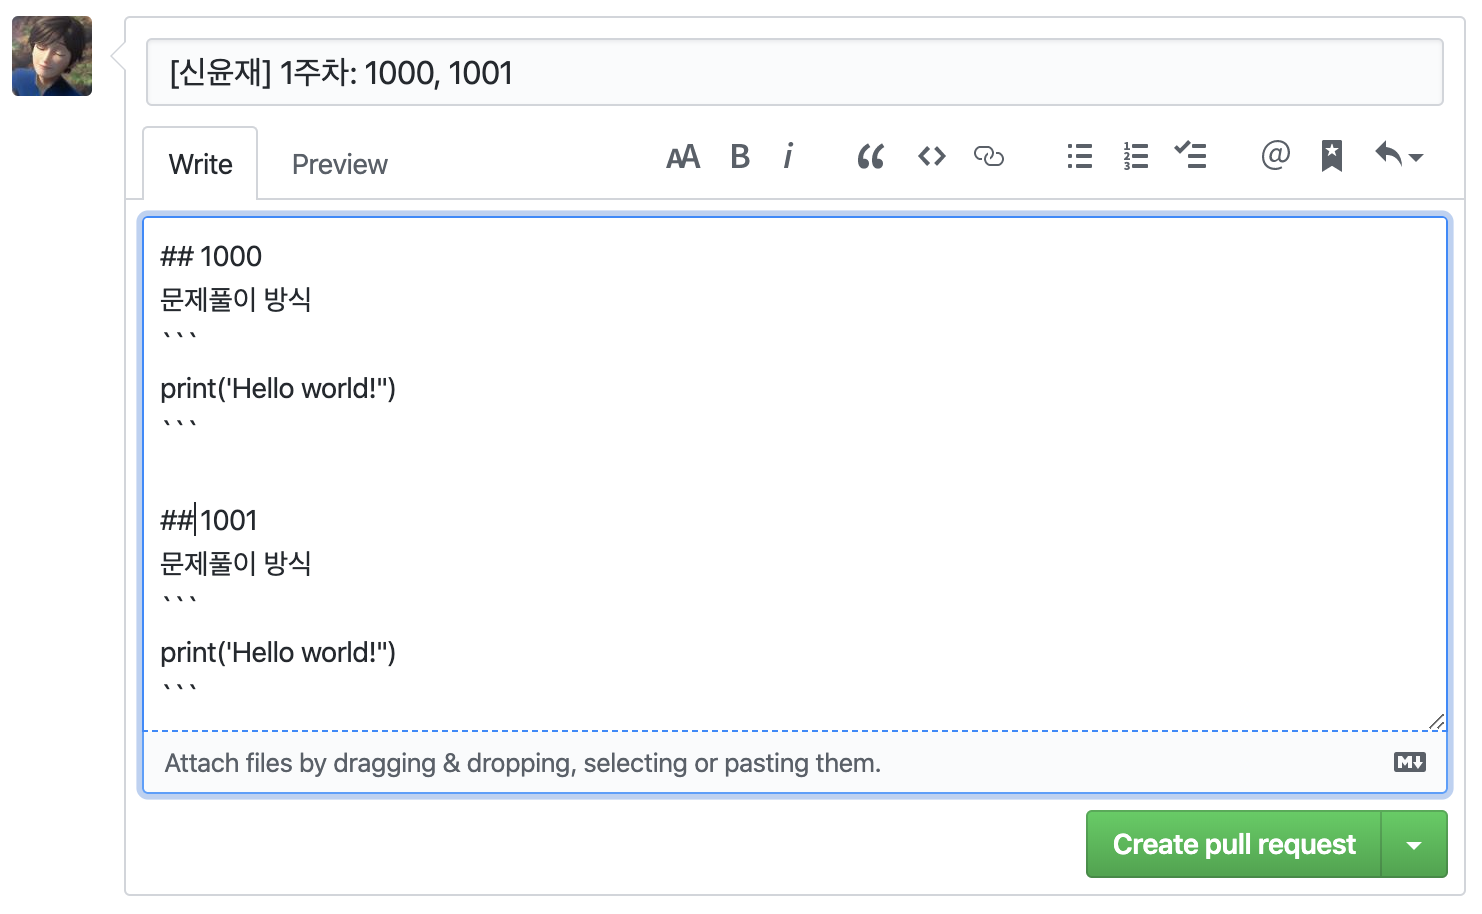 [신윤재] 1주차: 1000, 1001
Write Preview
## 1000
문제풀이 방식
```
print('Hello world!")
```
## 1001
문제풀이 방식
```
print('Hello world!")
```
Attach files by dragging & dropping, selecting or pasting them.
Create pull request